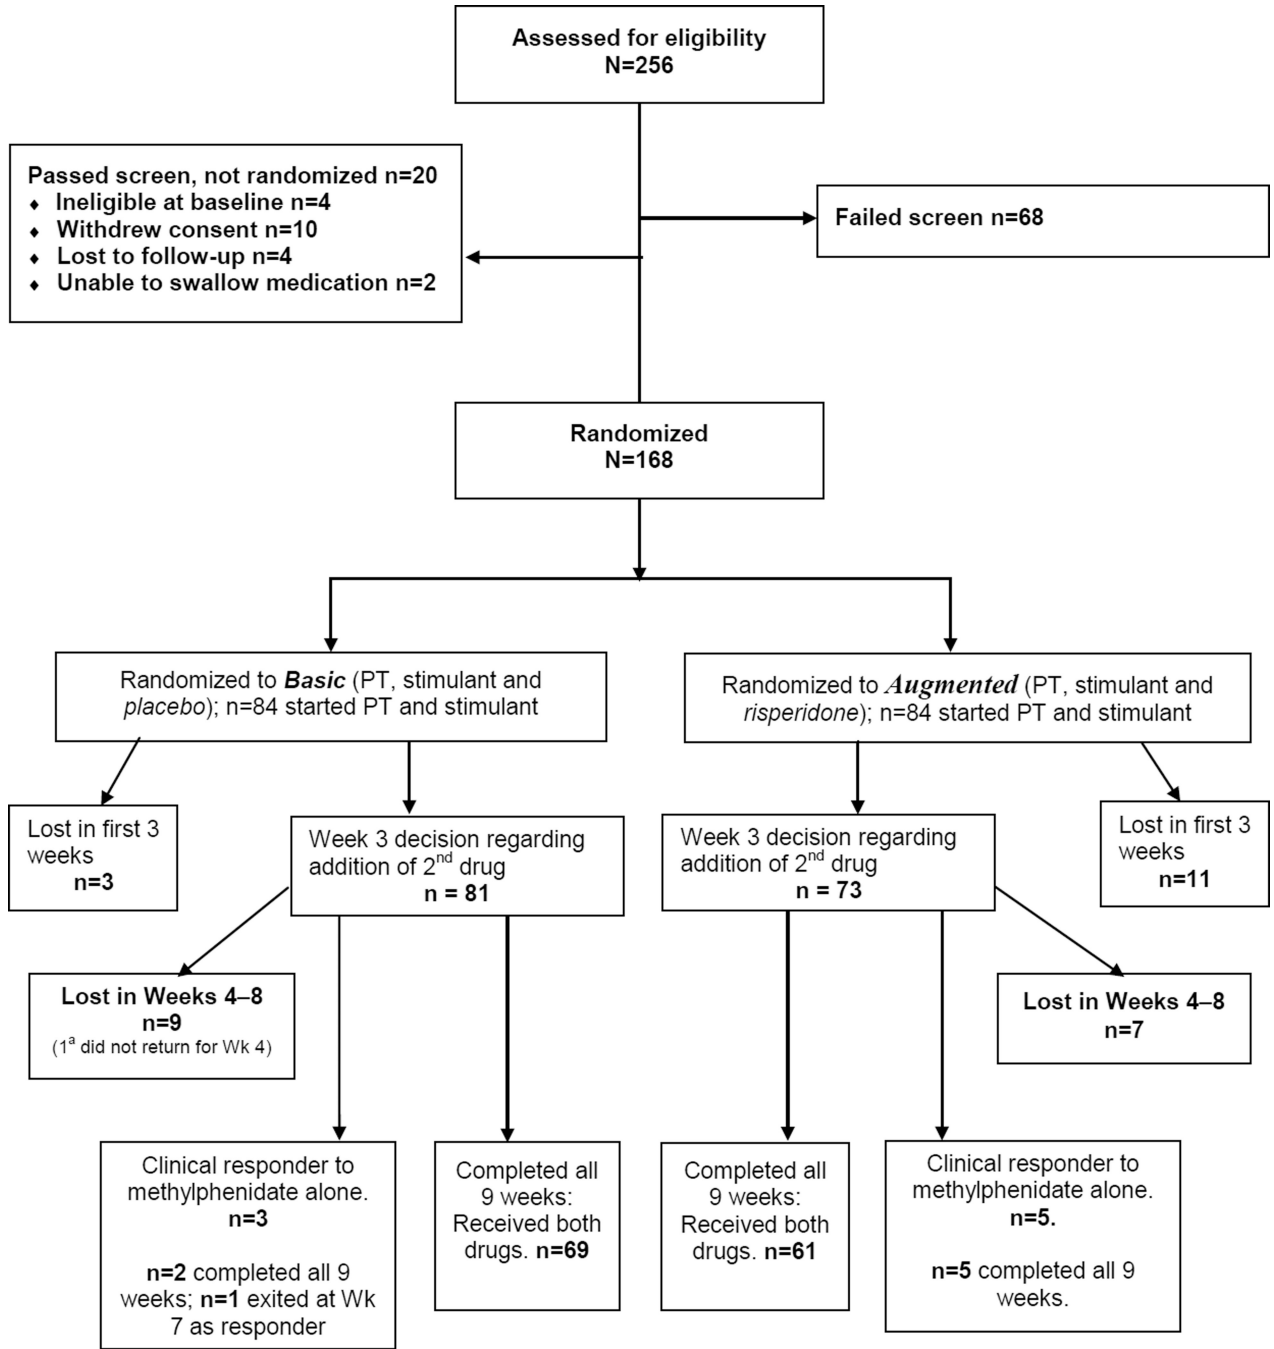 Assessed for eligibility
N=256
Passed screen, not randomized n=20
♦ Ineligible at baseline n=4
♦ Withdrew consent n=10
♦ Lost to follow-up n=4
♦ Unable to swallow medication n=2
Failed screen n=68
Randomized
N=168
Randomized to Basic (PT, stimulant and
placebo); n=84 started PT and stimulant
Randomized to Augmented (PT, stimulant and
risperidone); n=84 started PT and stimulant
Lost in first 3
weeks
n=3
Week 3 decision regarding
addition of 2nd drug
n = 81
Week 3 decision regarding
addition of 2nd drug
n = 73
Lost in first 3
weeks
n=11
Lost in Weeks 4–8
n=9
(1a did not return for Wk 4)
Lost in Weeks 4–8
n=7
Clinical responder to
methylphenidate alone.
n=3
n=2 completed all 9
weeks; n=1 exited at Wk
7 as responder
Completed all
9 weeks:
Received both
drugs. n=69
Completed all
9 weeks:
Received both
drugs. n=61
Clinical responder to
methylphenidate alone.
n=5.
n=5 completed all 9
weeks.